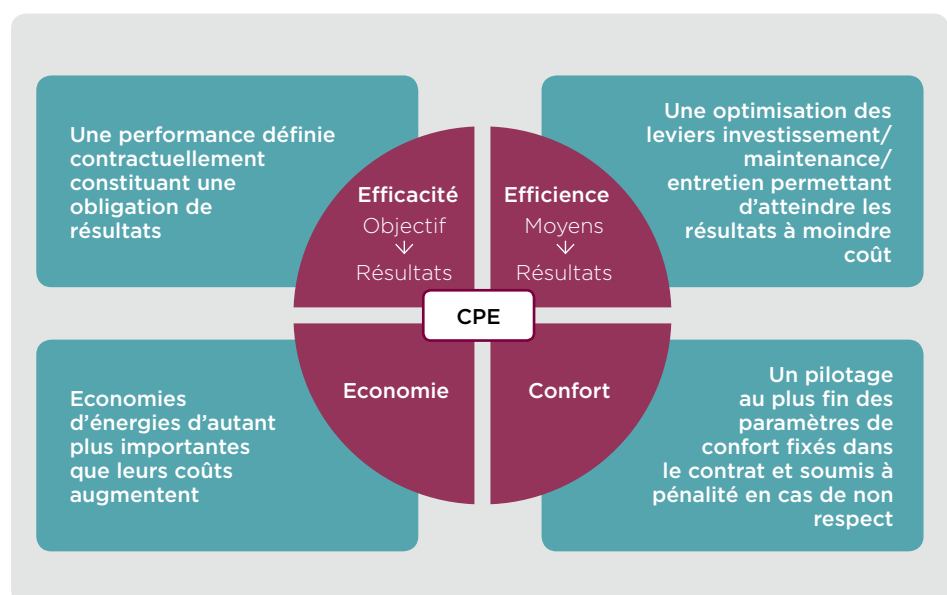 Une performance définie
contractuellement
constituant une
obligation de
résultats
Une optimisation des
leviers investissement/
maintenance/
entretien permettant
d’atteindre les
résultats à moindre
coût
Efficacité
Objectif
↓
Résultats
Efficience
Moyens
↓
Résultats
CPE
Economie
Confort
Economies
d’énergies d’autant
plus importantes
que leurs coûts
augmentent
Un pilotage
au plus fin des
paramètres de
confort fixés dans
le contrat et soumis à
pénalité en cas de non
respect